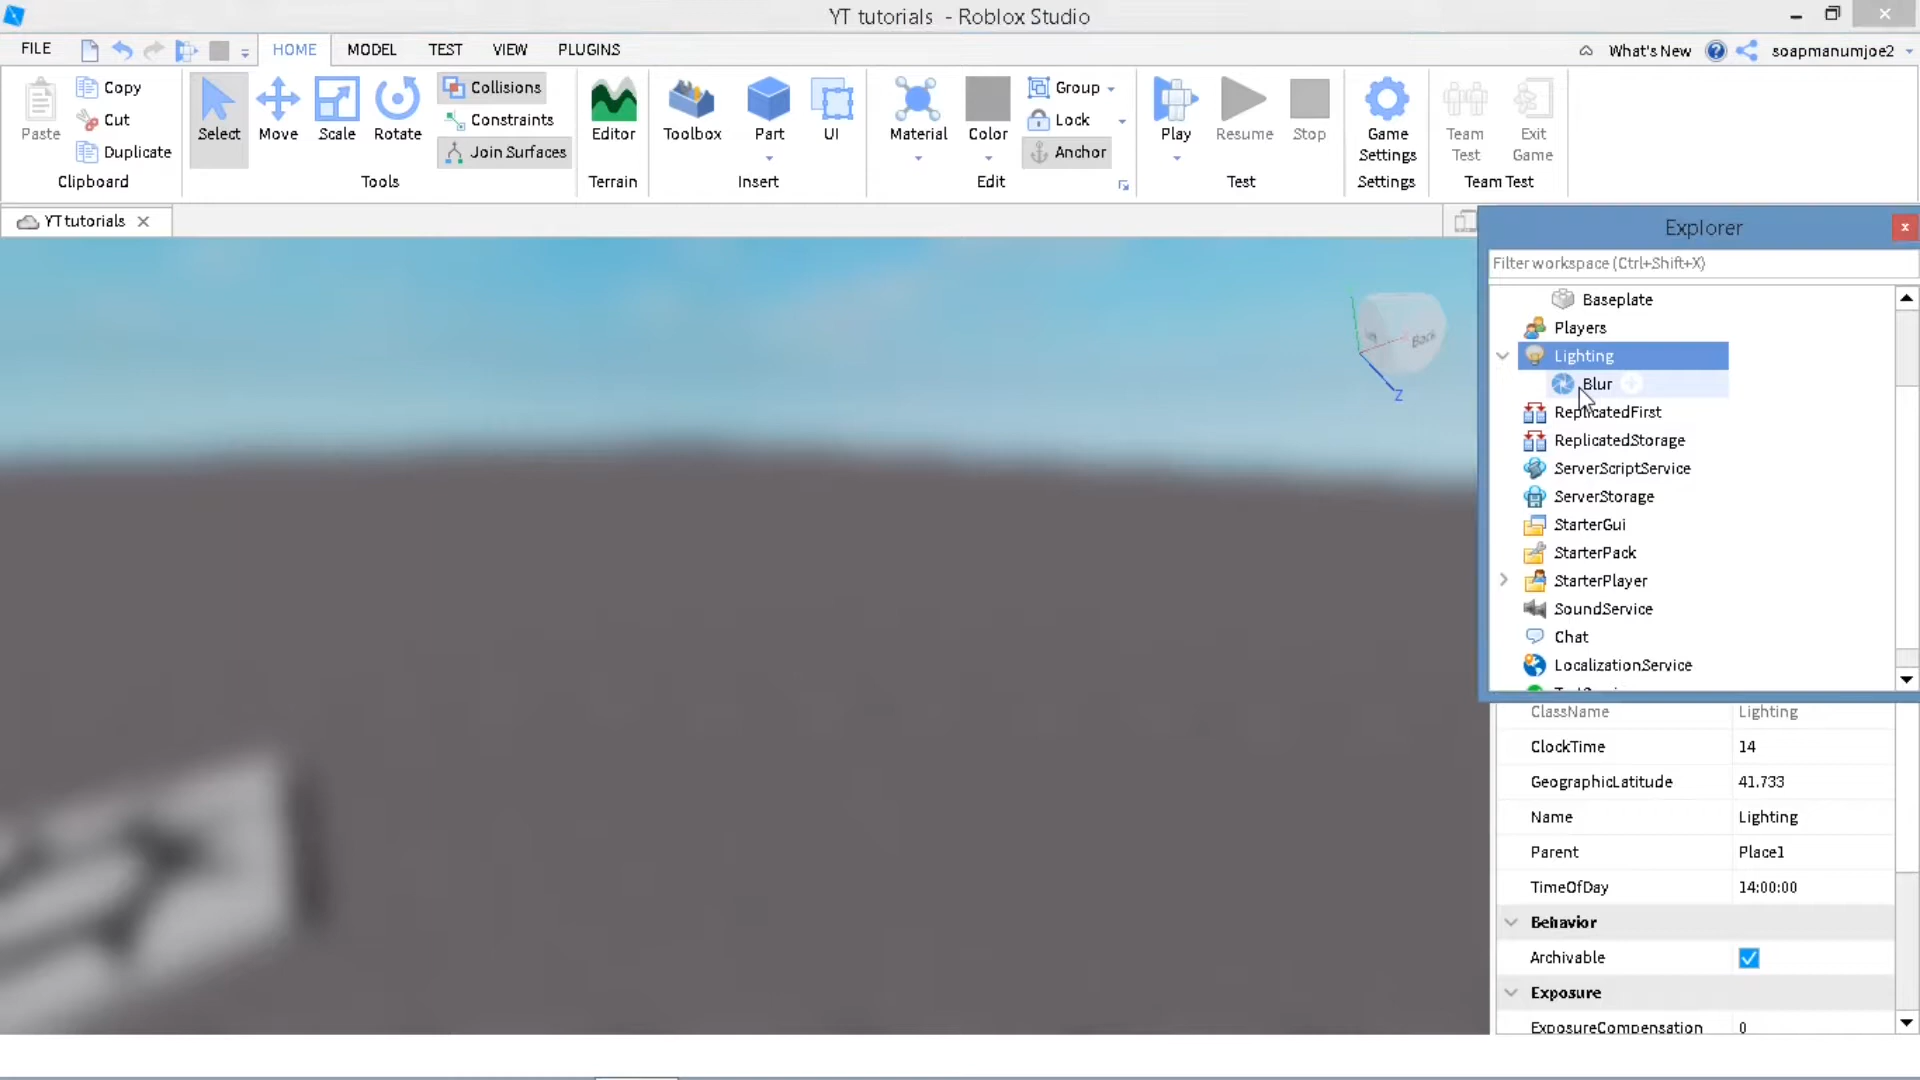 YT tutorials - Roblox Studio
FILE HOME MODEL TEST VIEW PLUGINS What's New soapmanumjoe2
Paste Copy Cut Duplicate
Clipboard
Select Move Scale Rotate
Collisions
Constraints
Join Surfaces
Tools
Editor
Terrain
Toolbox Part UI
Insert
Material Color
Group
Lock
Anchor
Edit
Play Resume Stop
Test
Game Settings
Settings
Team Test
Exit Game
Team Test
YT tutorials
Explorer
Filter workspace (Ctrl+Shift+X)
Baseplate
Players
Lighting
Blur
ReplicatedFirst
ReplicatedStorage
ServerScriptService
ServerStorage
StarterGui
StarterPack
StarterPlayer
SoundService
Chat
LocalizationService
Back
Z
ClassName Lighting
ClockTime 14
GeographicLatitude 41.733
Name Lighting
Parent Place1
TimeOfDay 14:00:00
Behavior
Archivable
Exposure
ExposureCompensation 0